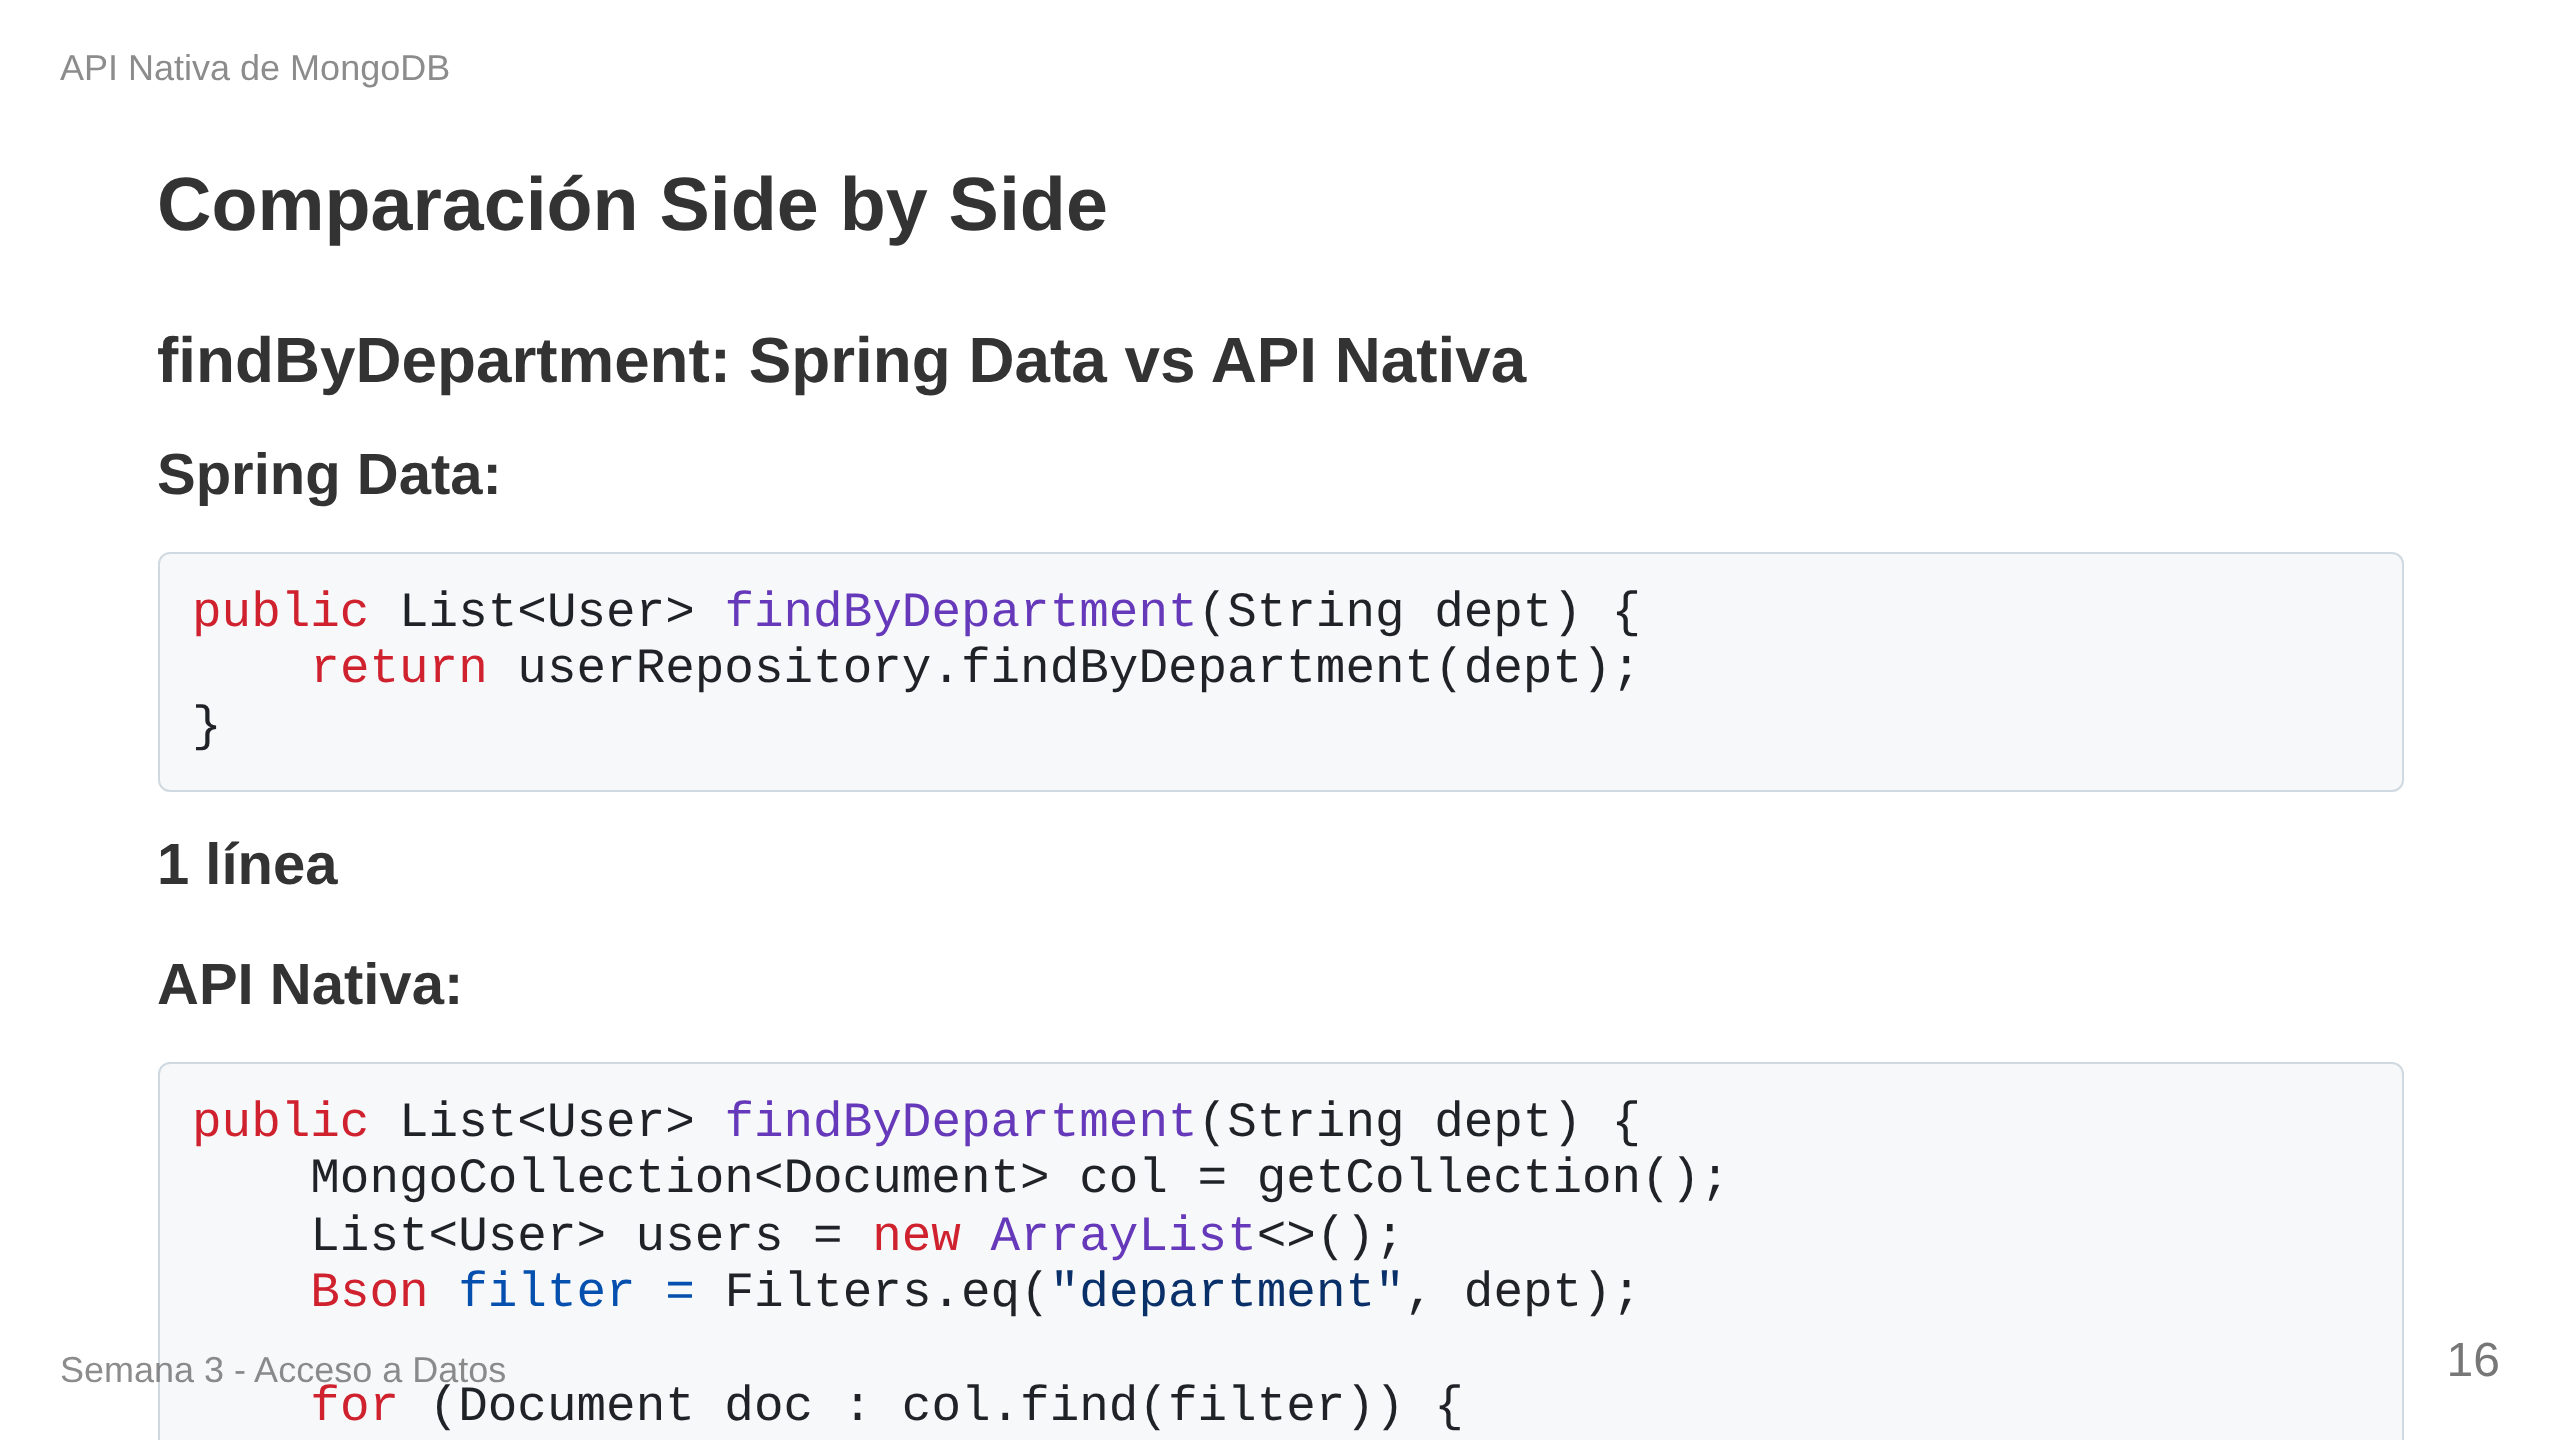 API Nativa de MongoDB
Comparación Side by Side
findByDepartment: Spring Data vs API Nativa
Spring Data:
public List<User> findByDepartment(String dept) {
    return userRepository.findByDepartment(dept);
}
1 línea
API Nativa:
public List<User> findByDepartment(String dept) {
    MongoCollection<Document> col = getCollection();
    List<User> users = new ArrayList<>();
    Bson filter = Filters.eq("department", dept);
    for (Document doc : col.find(filter)) {
Semana 3 - Acceso a Datos
16